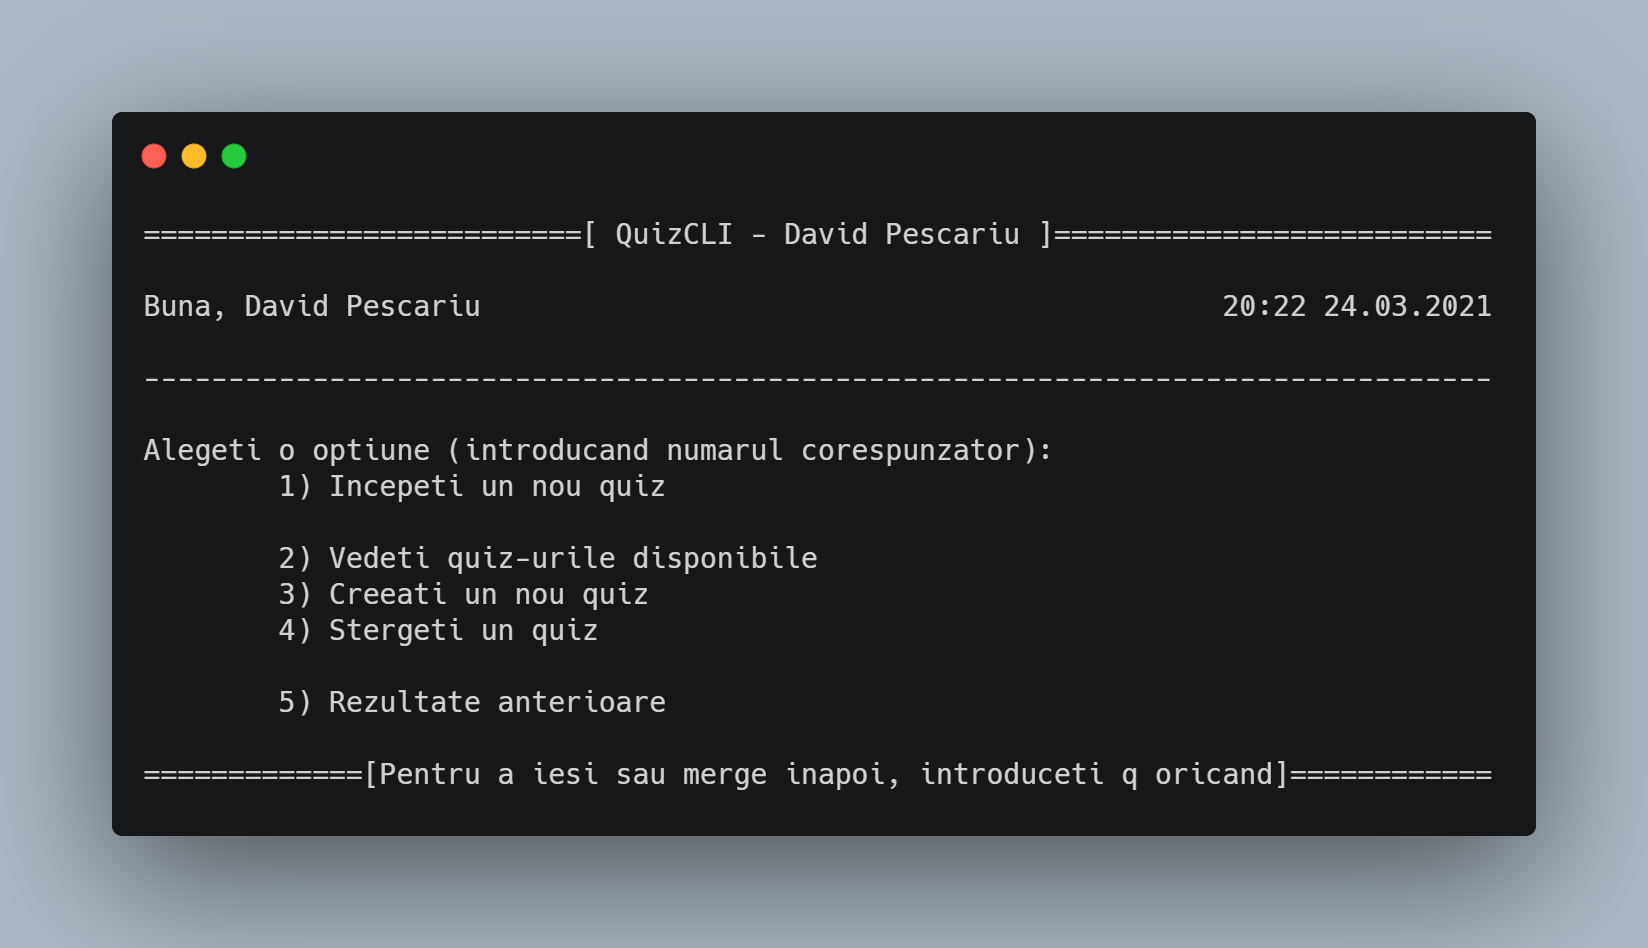 ==========================[ QuizCLI - David Pescariu ]==========================
Buna, David Pescariu 20:22 24.03.2021
--------------------------------------------------------------------------------
Alegeti o optiune (introducand numarul corespunzator):
1) Incepeti un nou quiz
2) Vedeti quiz-urile disponibile
3) Creeati un nou quiz
4) Stergeti un quiz
5) Rezultate anterioare
=============[Pentru a iesi sau merge inapoi, introduceti q oricand]============